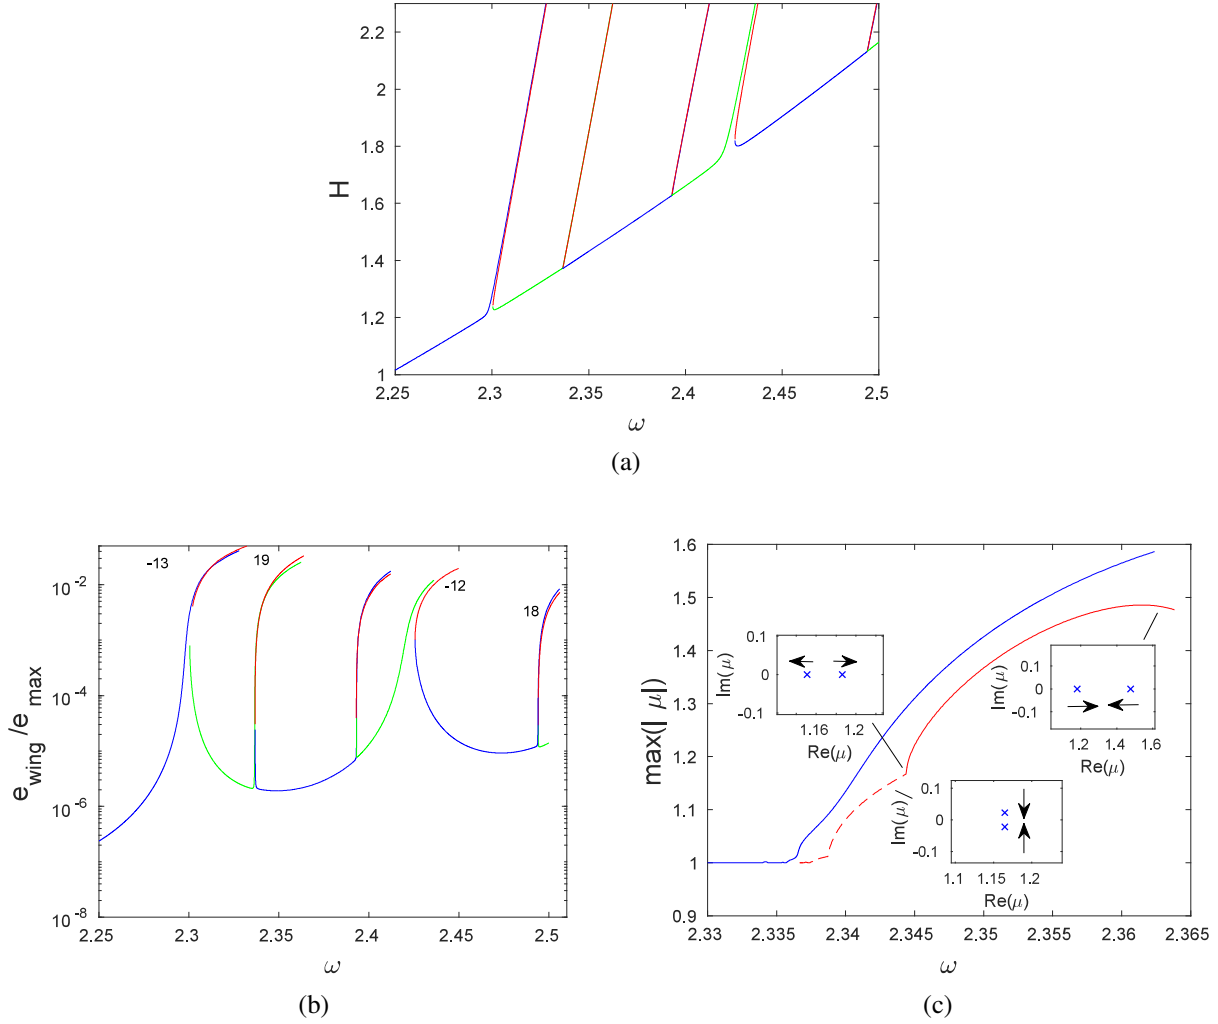 2.2
2
1.8
1.6
1.4
1.2
1
H
2.25 2.3 2.35 2.4 2.45 2.5
ω
(a)
-13 19 -12 18
10^-2
10^-4
10^-6
10^-8
e_wing/e_max
2.25 2.3 2.35 2.4 2.45 2.5
ω
(b)
1.6
1.5
1.4
1.3
1.2
1.1
1
0.9
max(| μ|)
0.1
0
-0.1
Im(μ)
1.16 1.2
Re(μ)
0
-0.1
Im(μ)
1.2 1.4 1.6
Re(μ)
0.1
0
-0.1
Im(μ)/
1.1 1.15 1.2
Re(μ)
2.33 2.335 2.34 2.345 2.35 2.355 2.36 2.365
ω
(c)